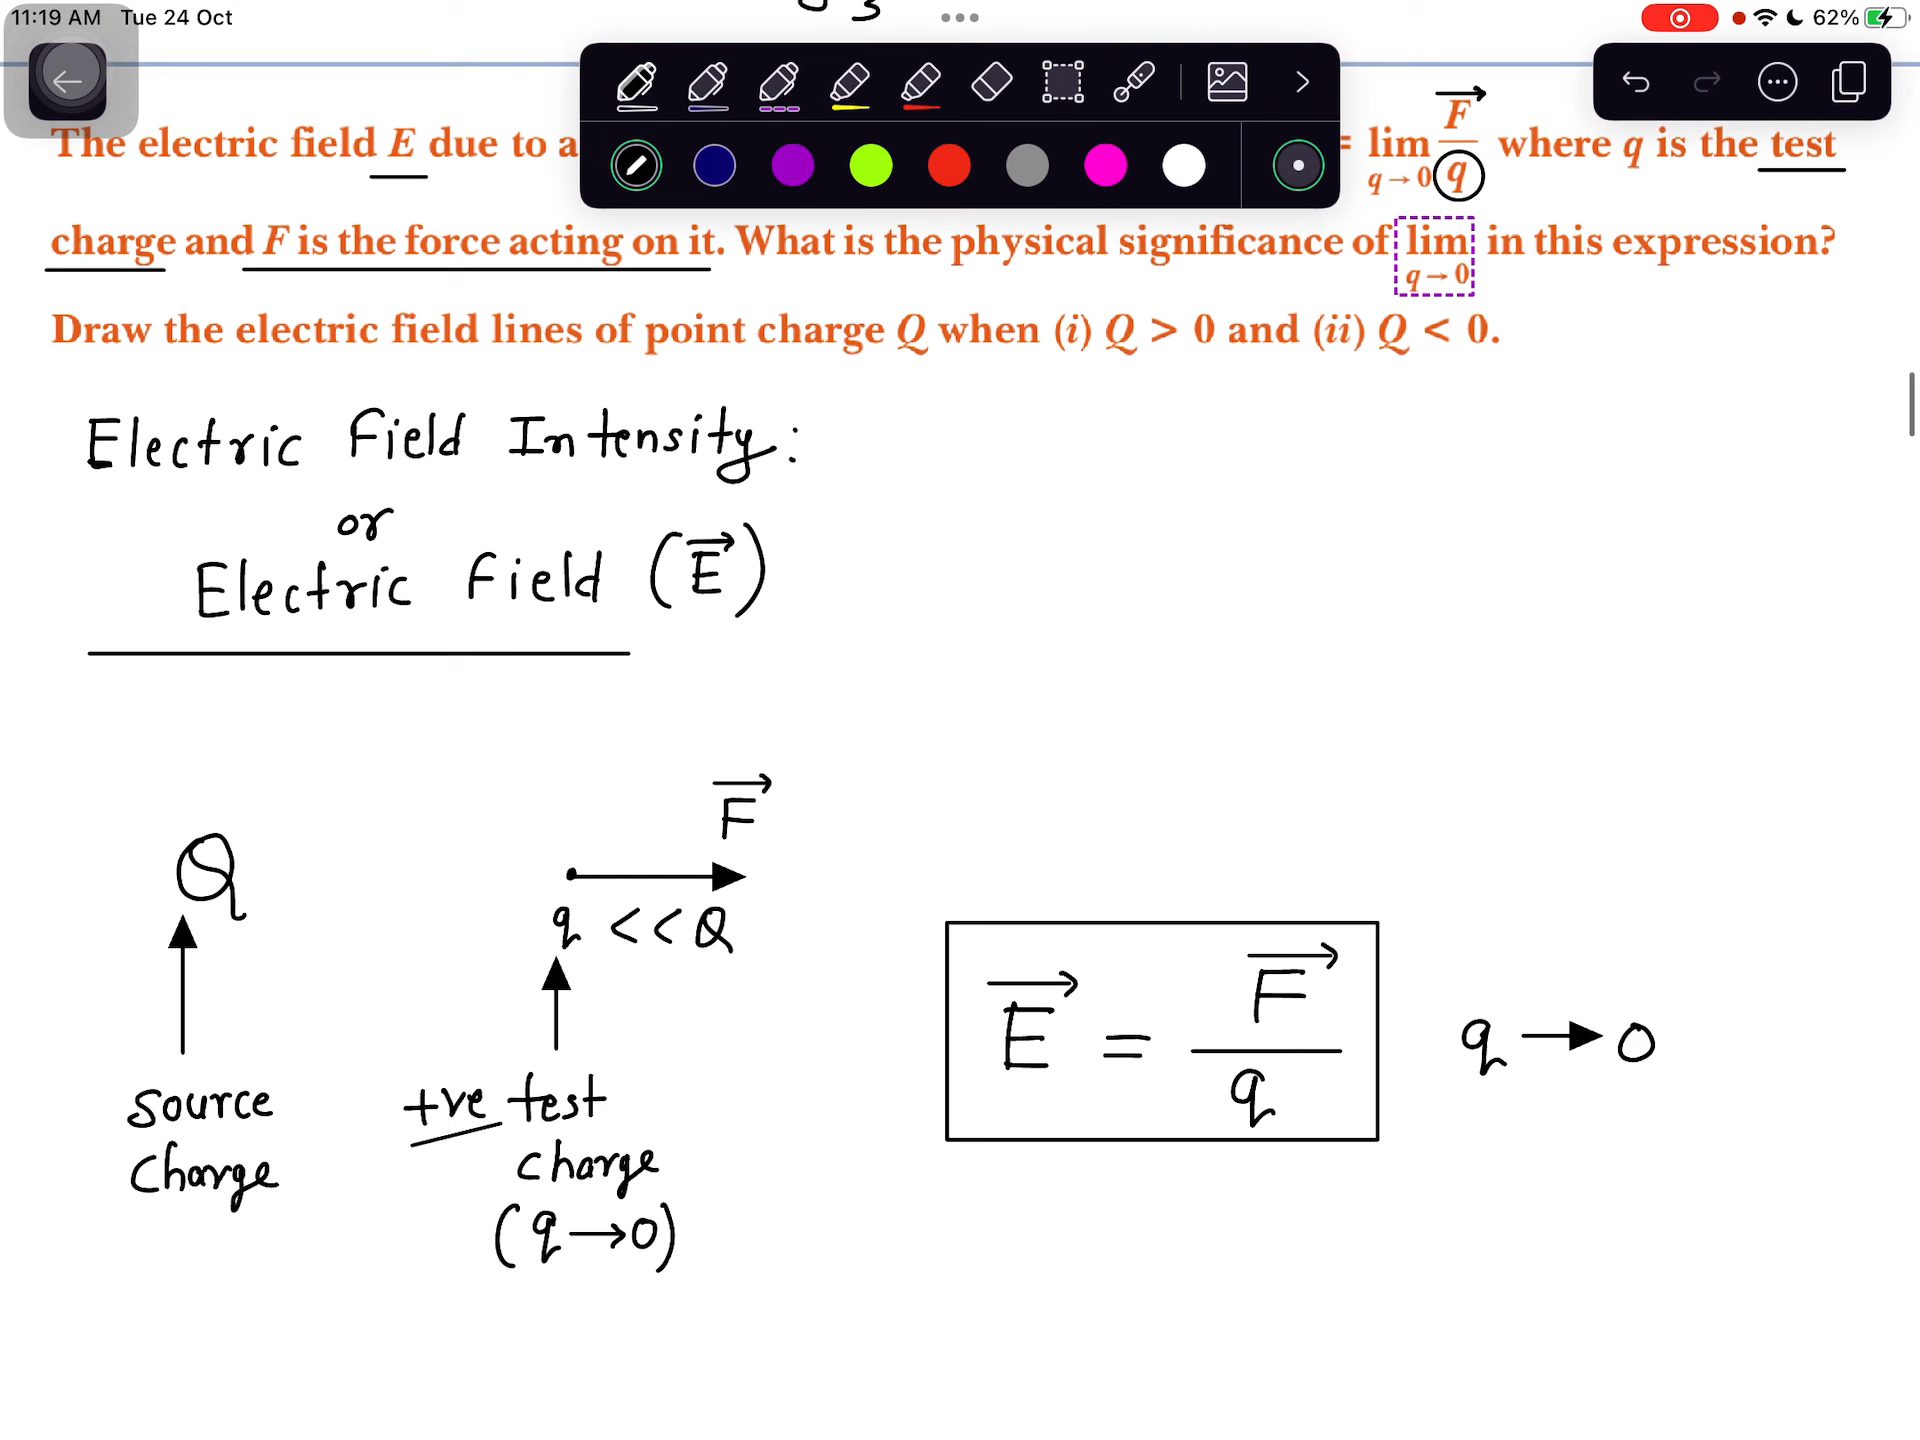 11:19 AM Tue 24 Oct
62%
The electric field E due to a = lim q→0 F⃗/q where q is the test
charge and F is the force acting on it. What is the physical significance of lim q→0 in this expression?
Draw the electric field lines of point charge Q when (i) Q > 0 and (ii) Q < 0.
Electric Field Intensity:
or
Electric Field (E⃗)
F⃗
Q
q << Q
E⃗ = F⃗/q q → 0
Source
Charge
+ve test
charge
(q→0)